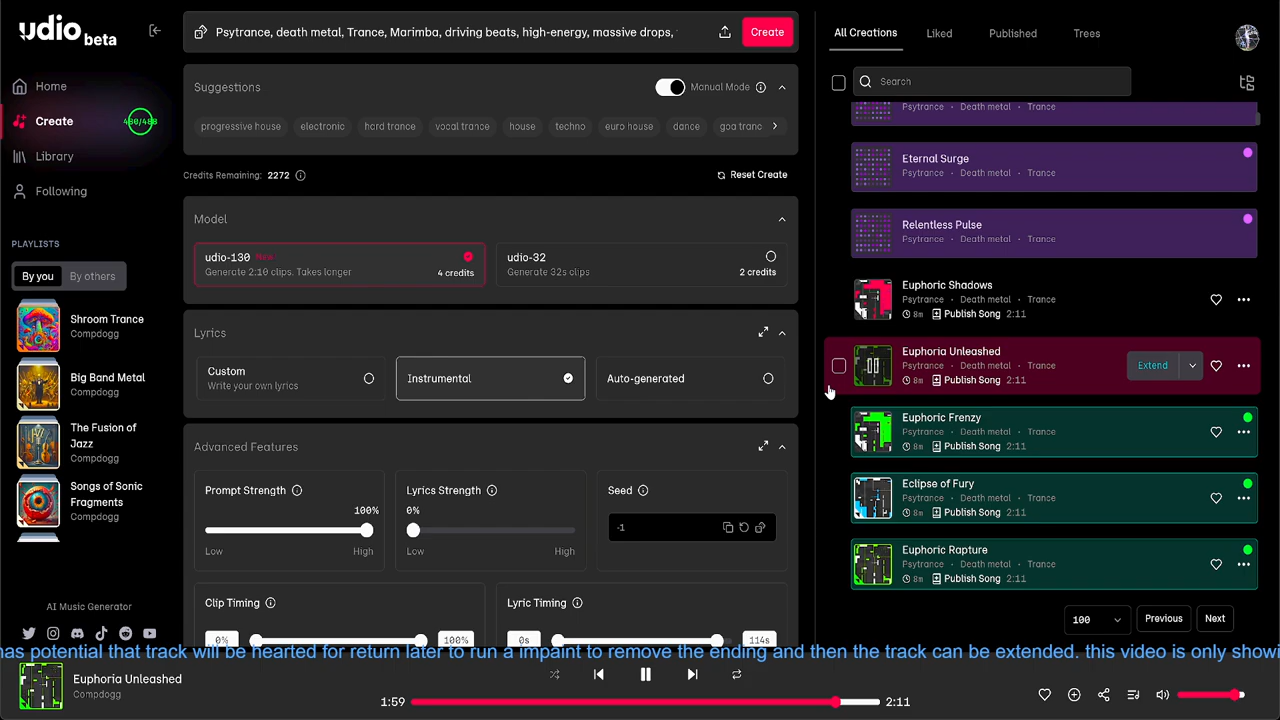 udio beta
Home
Create
480/488
Library
Following
PLAYLISTS
By you
By others
Shroom Trance
Compdogg
Big Band Metal
Compdogg
The Fusion of
Jazz
Compdogg
Songs of Sonic
Fragments
Compdogg
AI Music Generator
Psytrance, death metal, Trance, Marimba, driving beats, high-energy, massive drops,
Create
Suggestions
Manual Mode
progressive house
electronic
hard trance
vocal trance
house
techno
euro house
dance
goa tranc
Credits Remaining: 2272
Reset Create
Model
udio-130 New
Generate 2:10 clips. Takes longer
4 credits
udio-32
Generate 32s clips
2 credits
Lyrics
Custom
Write your own lyrics
Instrumental
Auto-generated
Advanced Features
Prompt Strength
100%
Low
High
Lyrics Strength
0%
Low
High
Seed
-1
Clip Timing
0%
100%
Lyric Timing
0s
114s
All Creations
Liked
Published
Trees
Search
Psytrance · Death metal · Trance
Eternal Surge
Psytrance · Death metal · Trance
Relentless Pulse
Psytrance · Death metal · Trance
Euphoric Shadows
Psytrance · Death metal · Trance
8m Publish Song 2:11
Euphoria Unleashed
Psytrance · Death metal · Trance
8m Publish Song 2:11
Extend
Euphoric Frenzy
Psytrance · Death metal · Trance
8m Publish Song 2:11
Eclipse of Fury
Psytrance · Death metal · Trance
8m Publish Song 2:11
Euphoric Rapture
Psytrance · Death metal · Trance
8m Publish Song 2:11
100
Previous
Next
has potential that track will be hearted for return later to run a impaint to remove the ending and then the track can be extended. this video is only showi
Euphoria Unleashed
Compdogg
1:59
2:11